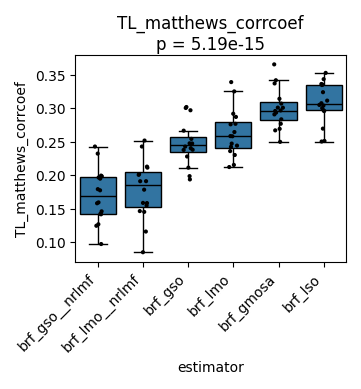 TL_matthews_corrcoef
p = 5.19e-15
TL_matthews_corrcoef
0.35
0.30
0.25
0.20
0.15
0.10
brf_gso__nrlmf
brf_lmo__nrlmf
brf_gso
brf_lmo
brf_gmosa
brf_lso
estimator